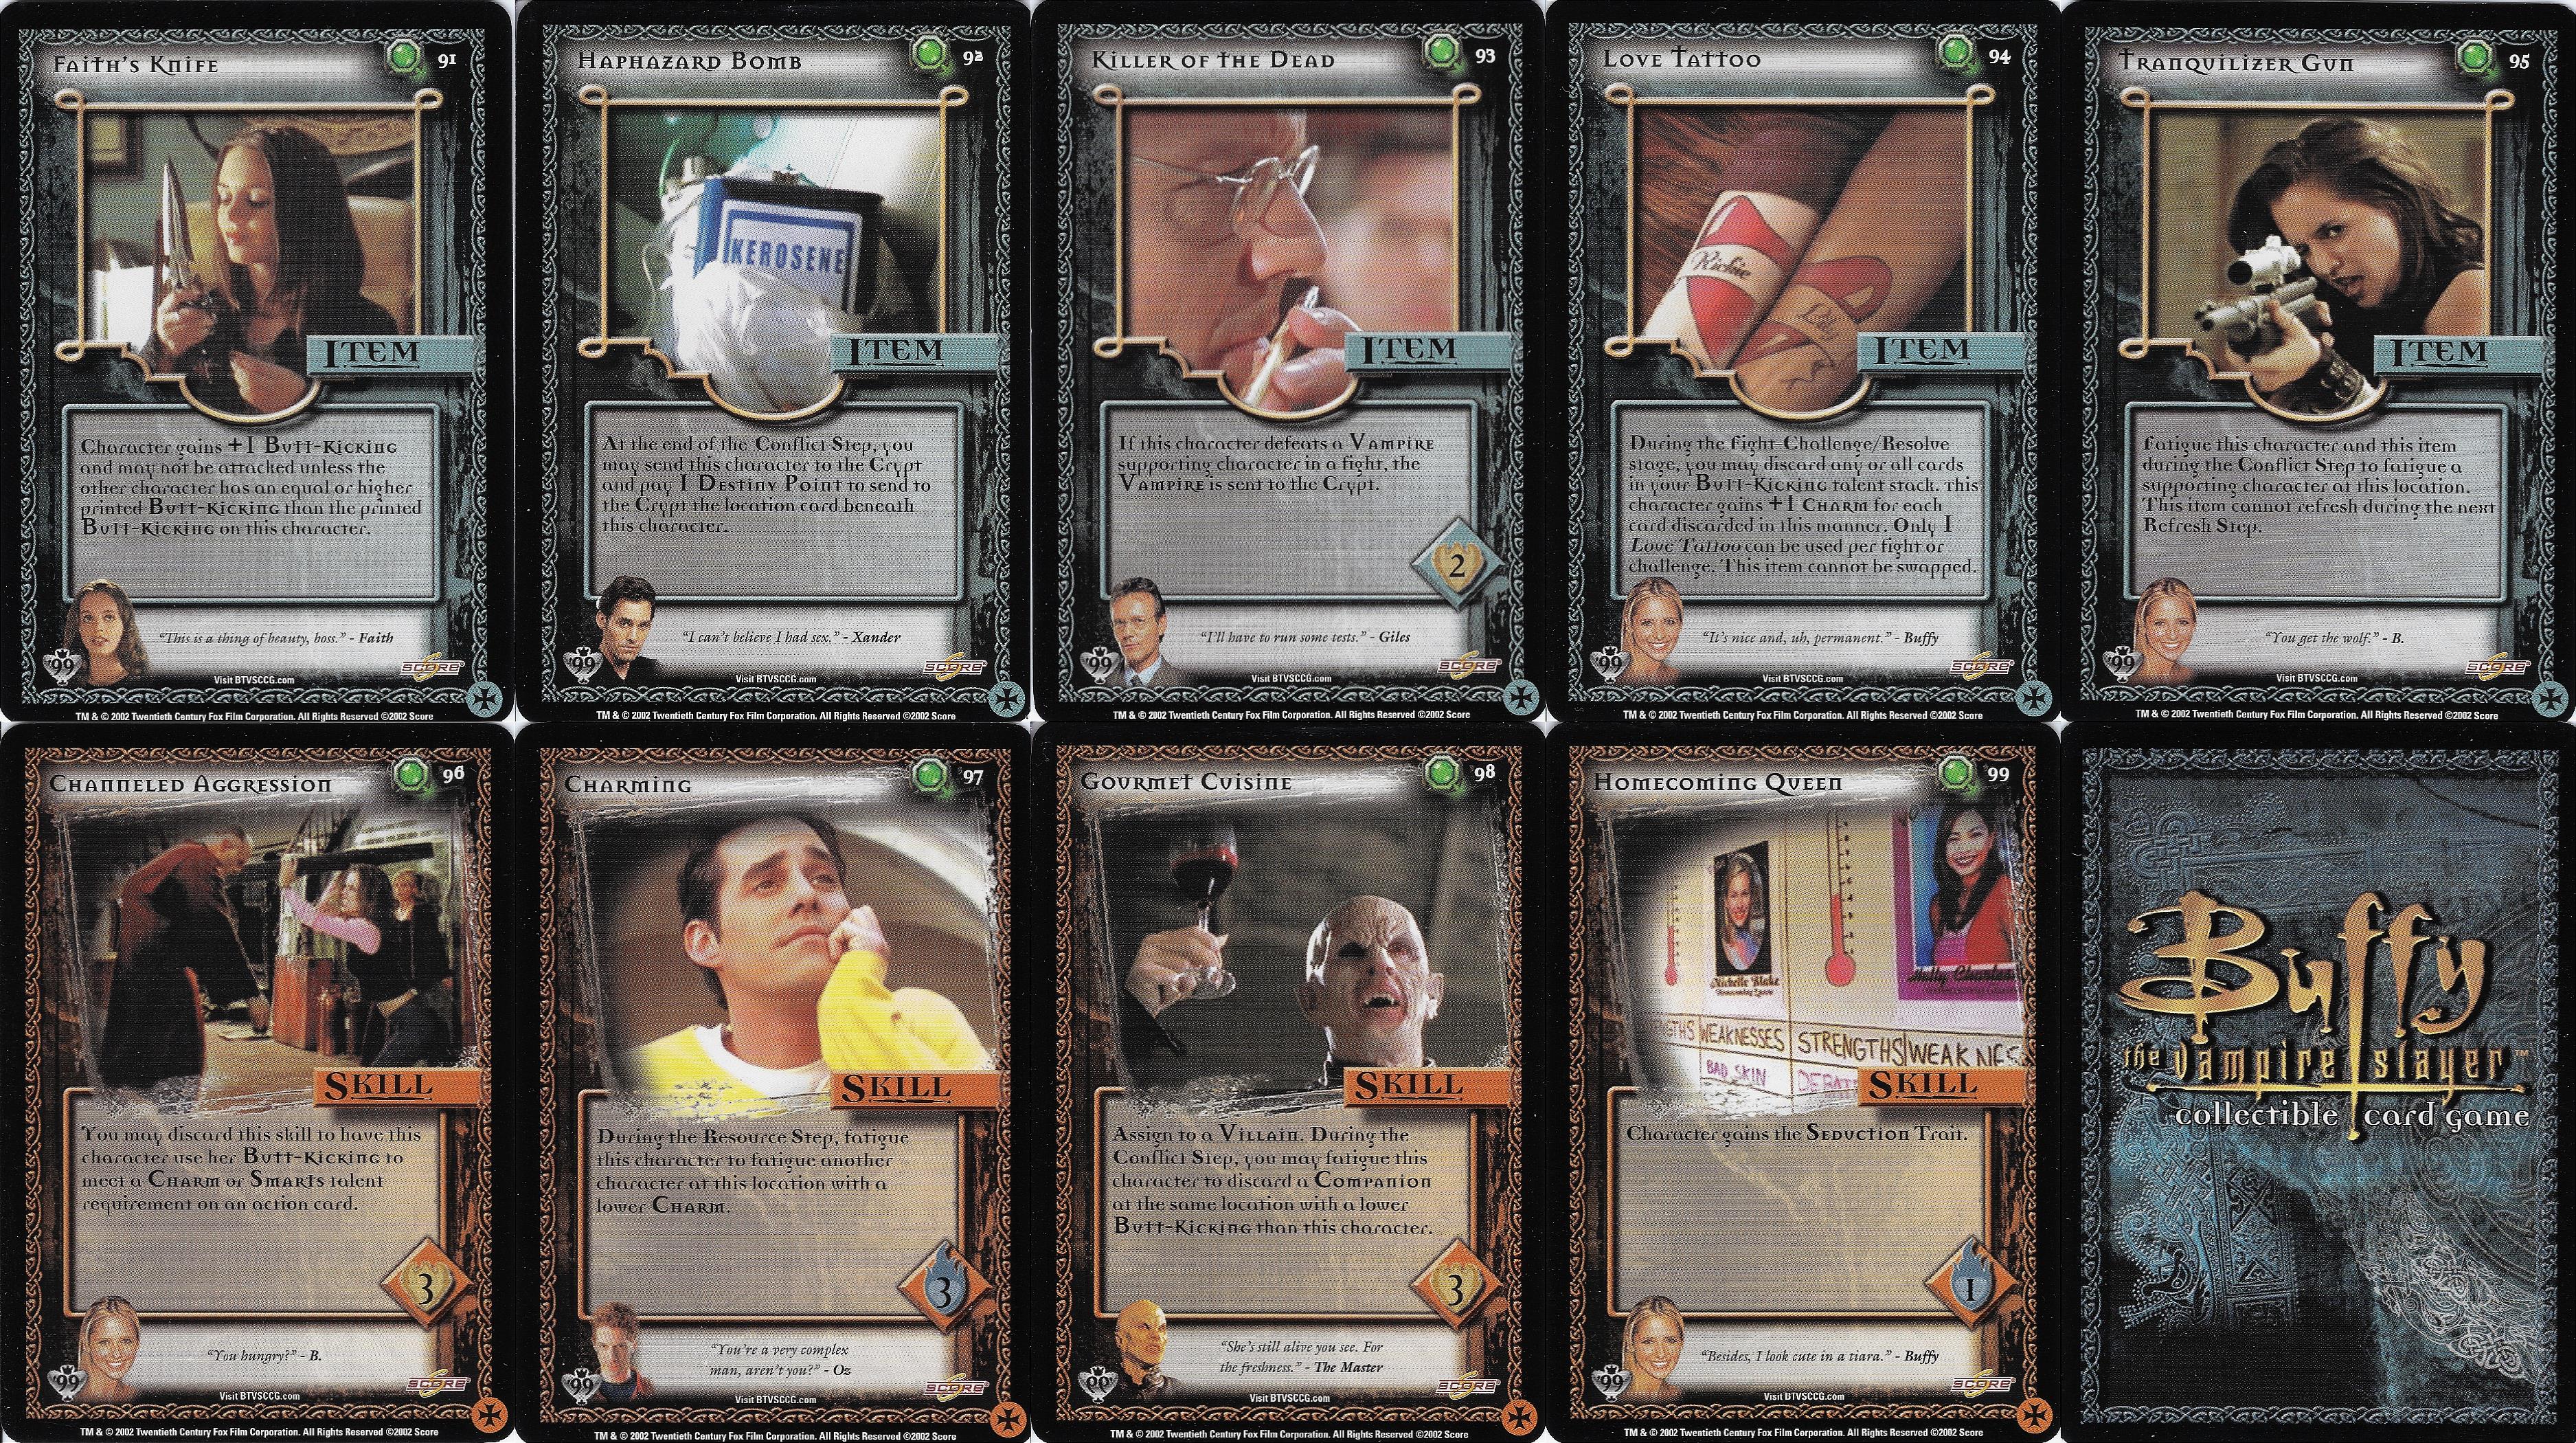 Faith's Knife
91
Item
Character gains +1 Butt-Kicking
and may not be attacked unless the
other character has an equal or higher
printed Butt-Kicking than the printed
Butt-Kicking on this character.
"This is a thing of beauty, boss." - Faith
'99
SCORE
Visit BTVSCCG.com
TM & © 2002 Twentieth Century Fox Film Corporation. All Rights Reserved ©2002 Score
Haphazard Bomb
92
KEROSENE
Item
At the end of the Conflict Step, you
may send this character to the Crypt
and pay 1 Destiny Point to send to
the Crypt the location card beneath
this character.
"I can't believe I had sex." - Xander
'99
SCORE
Visit BTVSCCG.com
TM & © 2002 Twentieth Century Fox Film Corporation. All Rights Reserved ©2002 Score
Killer of the Dead
93
Item
If this character defeats a Vampire
supporting character in a fight, the
Vampire is sent to the Crypt.
2
"I'll have to run some tests." - Giles
'99
SCORE
Visit BTVSCCG.com
TM & © 2002 Twentieth Century Fox Film Corporation. All Rights Reserved ©2002 Score
Love Tattoo
94
Richie
Item
During the Fight-Challenge/Resolve
stage, you may discard any or all cards
in your Butt-Kicking talent stack. This
character gains +1 Charm for each
card discarded in this manner. Only 1
Love Tattoo can be used per fight or
challenge. This item cannot be swapped.
"It's nice and, uh, permanent." - Buffy
'99
SCORE
Visit BTVSCCG.com
TM & © 2002 Twentieth Century Fox Film Corporation. All Rights Reserved ©2002 Score
Tranquilizer Gun
95
Item
Fatigue this character and this item
during the Conflict Step to fatigue a
supporting character at this location.
This item cannot refresh during the next
Refresh Step.
"You get the wolf." - B.
'99
SCORE
Visit BTVSCCG.com
TM & © 2002 Twentieth Century Fox Film Corporation. All Rights Reserved ©2002 Score
Channeled Aggression
96
Skill
You may discard this skill to have this
character use her Butt-Kicking to
meet a Charm or Smarts talent
requirement on an action card.
3
"You hungry?" - B.
'99
SCORE
Visit BTVSCCG.com
TM & © 2002 Twentieth Century Fox Film Corporation. All Rights Reserved ©2002 Score
Charming
97
Skill
During the Resource Step, fatigue
this character to fatigue another
character at this location with a
lower Charm.
3
"You're a very complex
man, aren't you?" - Oz
'99
SCORE
Visit BTVSCCG.com
TM & © 2002 Twentieth Century Fox Film Corporation. All Rights Reserved ©2002 Score
Gourmet Cuisine
98
Skill
Assign to a Villain. During the
Conflict Step, you may fatigue this
character to discard a Companion
at the same location with a lower
Butt-Kicking than this character.
3
"She's still alive you see. For
the freshness." - The Master
'99
SCORE
Visit BTVSCCG.com
TM & © 2002 Twentieth Century Fox Film Corporation. All Rights Reserved ©2002 Score
Homecoming Queen
99
Michelle Blake
Homecoming Queen
WEAKNESSES
STRENGTHS
BAD SKIN
Skill
Character gains the Seduction Trait.
1
"Besides, I look cute in a tiara." - Buffy
'99
SCORE
Visit BTVSCCG.com
TM & © 2002 Twentieth Century Fox Film Corporation. All Rights Reserved ©2002 Score
Buffy
the vampire slayer™
collectible card game